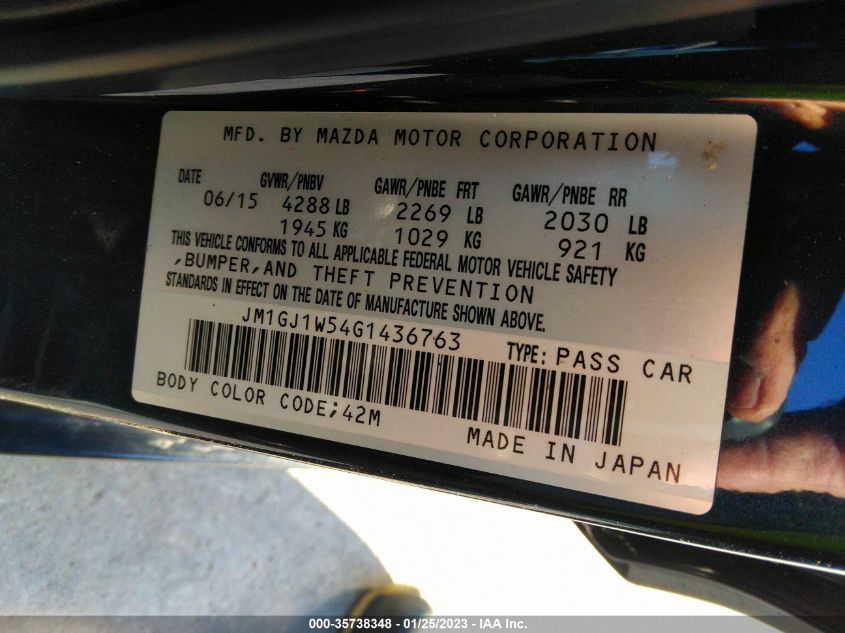 MFD. BY MAZDA MOTOR CORPORATION
DATE GVWR/PNBV GAWR/PNBE FRT GAWR/PNBE RR
06/15 4288 LB 2269 LB 2030 LB
1945 KG 1029 KG 921 KG
THIS VEHICLE CONFORMS TO ALL APPLICABLE FEDERAL MOTOR VEHICLE SAFETY
,BUMPER,AND THEFT PREVENTION
STANDARDS IN EFFECT ON THE DATE OF MANUFACTURE SHOWN ABOVE.
JM1GJ1W54G1436763 TYPE: PASS CAR
BODY COLOR CODE;42M
MADE IN JAPAN
000-35738348 - 01/25/2023 - IAA Inc.